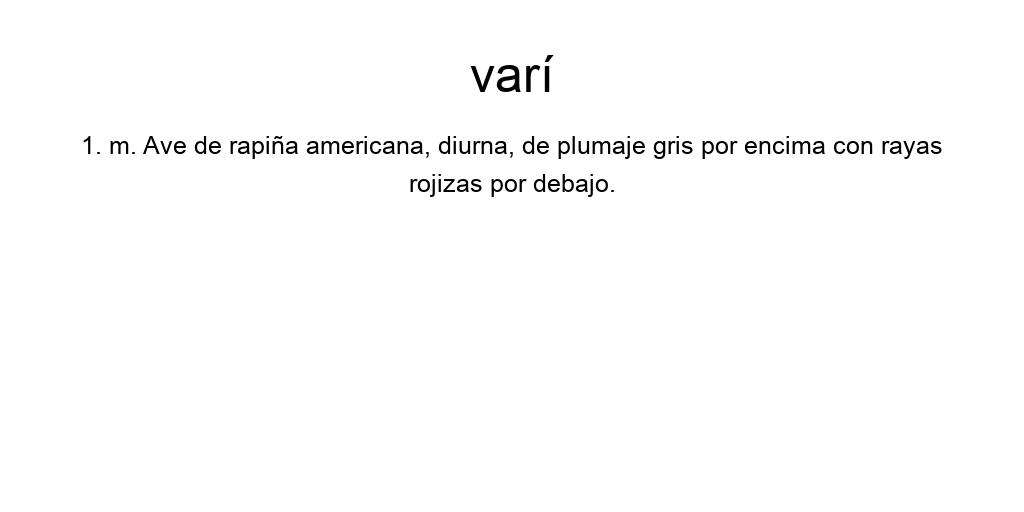 varí
1. m. Ave de rapiña americana, diurna, de plumaje gris por encima con rayas
rojizas por debajo.